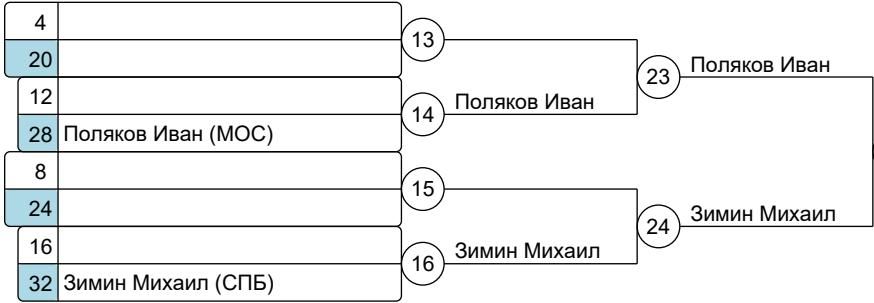 4
13
20
23 Поляков Иван
12
14 Поляков Иван
28 Поляков Иван (МОС)
8
15
24
24 Зимин Михаил
16
16 Зимин Михаил
32 Зимин Михаил (СПБ)